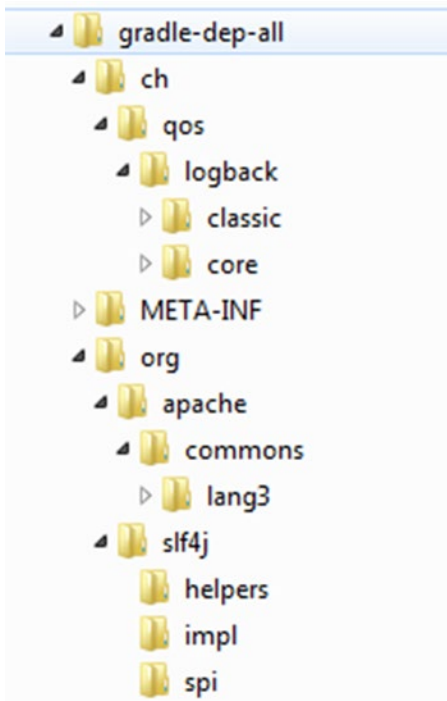 gradle-dep-all
ch
qos
logback
classic
core
META-INF
org
apache
commons
lang3
slf4j
helpers
impl
spi